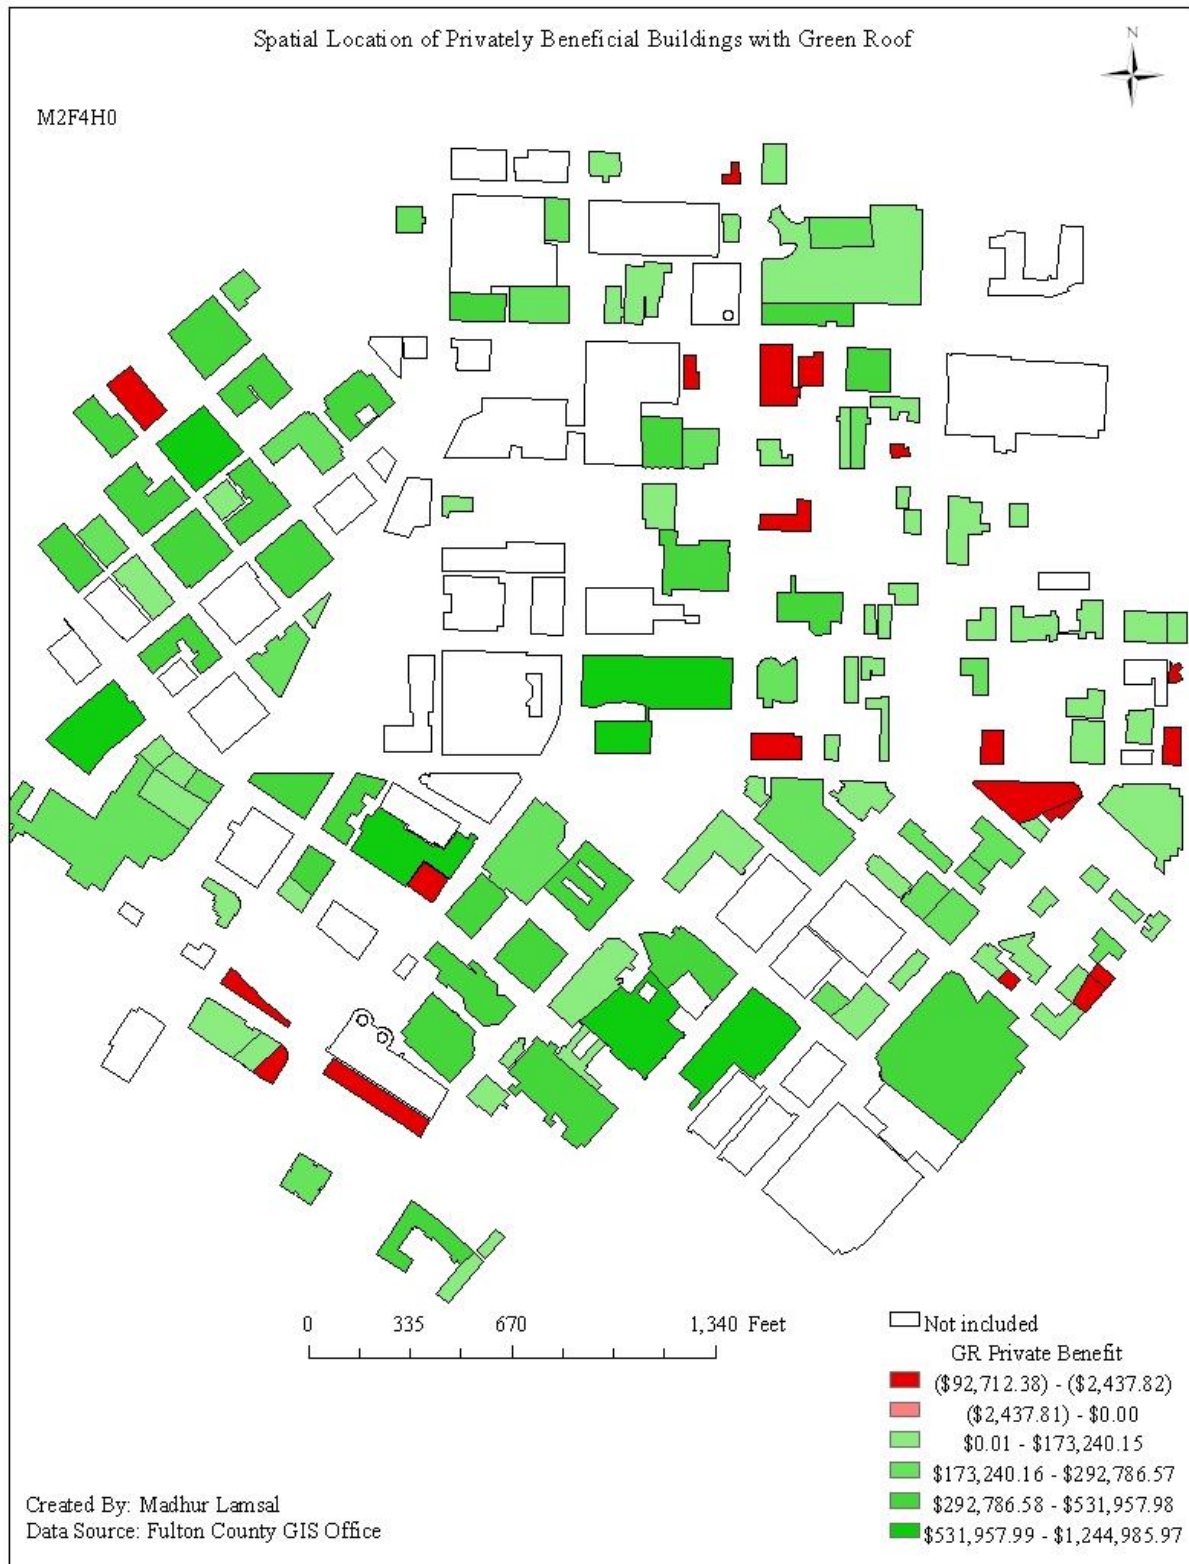 Spatial Location of Privately Beneficial Buildings with Green Roof
N
M2F4H0
0 335 670 1,340 Feet
Not included
GR Private Benefit
($92,712.38) - ($2,437.82)
($2,437.81) - $0.00
$0.01 - $173,240.15
$173,240.16 - $292,786.57
$292,786.58 - $531,957.98
$531,957.99 - $1,244,985.97
Created By: Madhur Lamsal
Data Source: Fulton County GIS Office